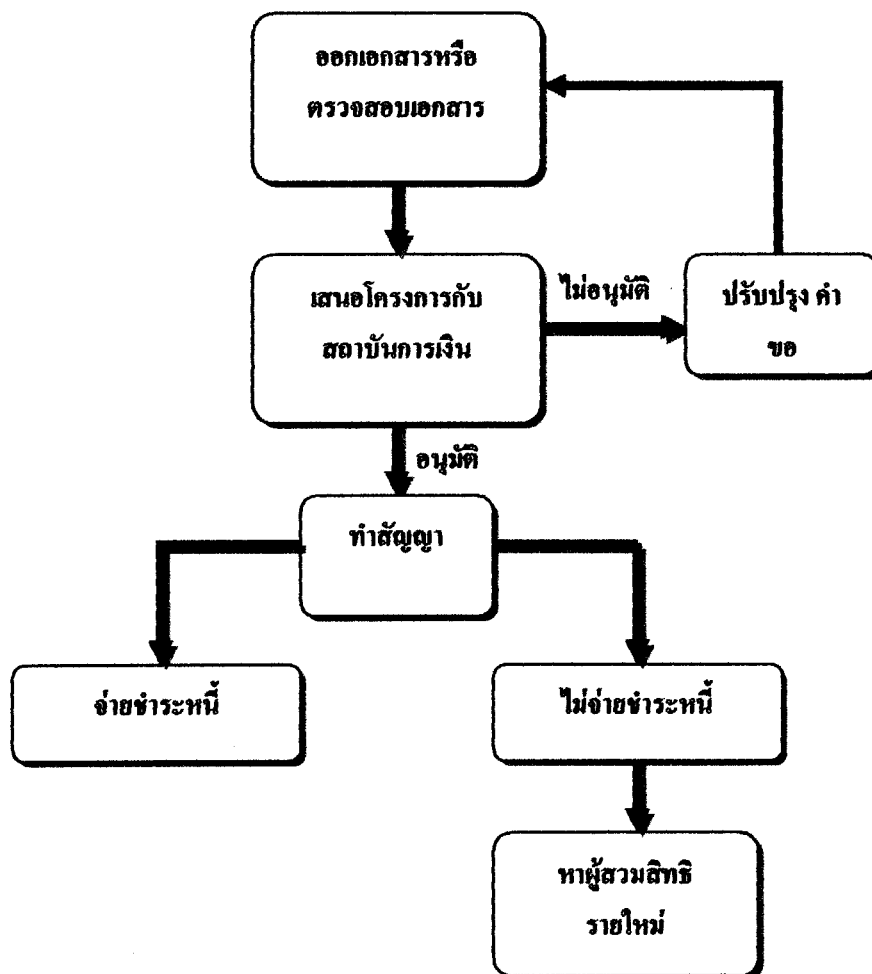 ออกเอกสารหรือ
ตรวจสอบเอกสาร
เสนอโครงการกับ
สถาบันการเงิน
ไม่อนุมัติ
ปรับปรุง คำ
ขอ
อนุมัติ
ทำสัญญา
จ่ายชำระหนี้
ไม่จ่ายชำระหนี้
หาผู้สวมสิทธิ
รายใหม่